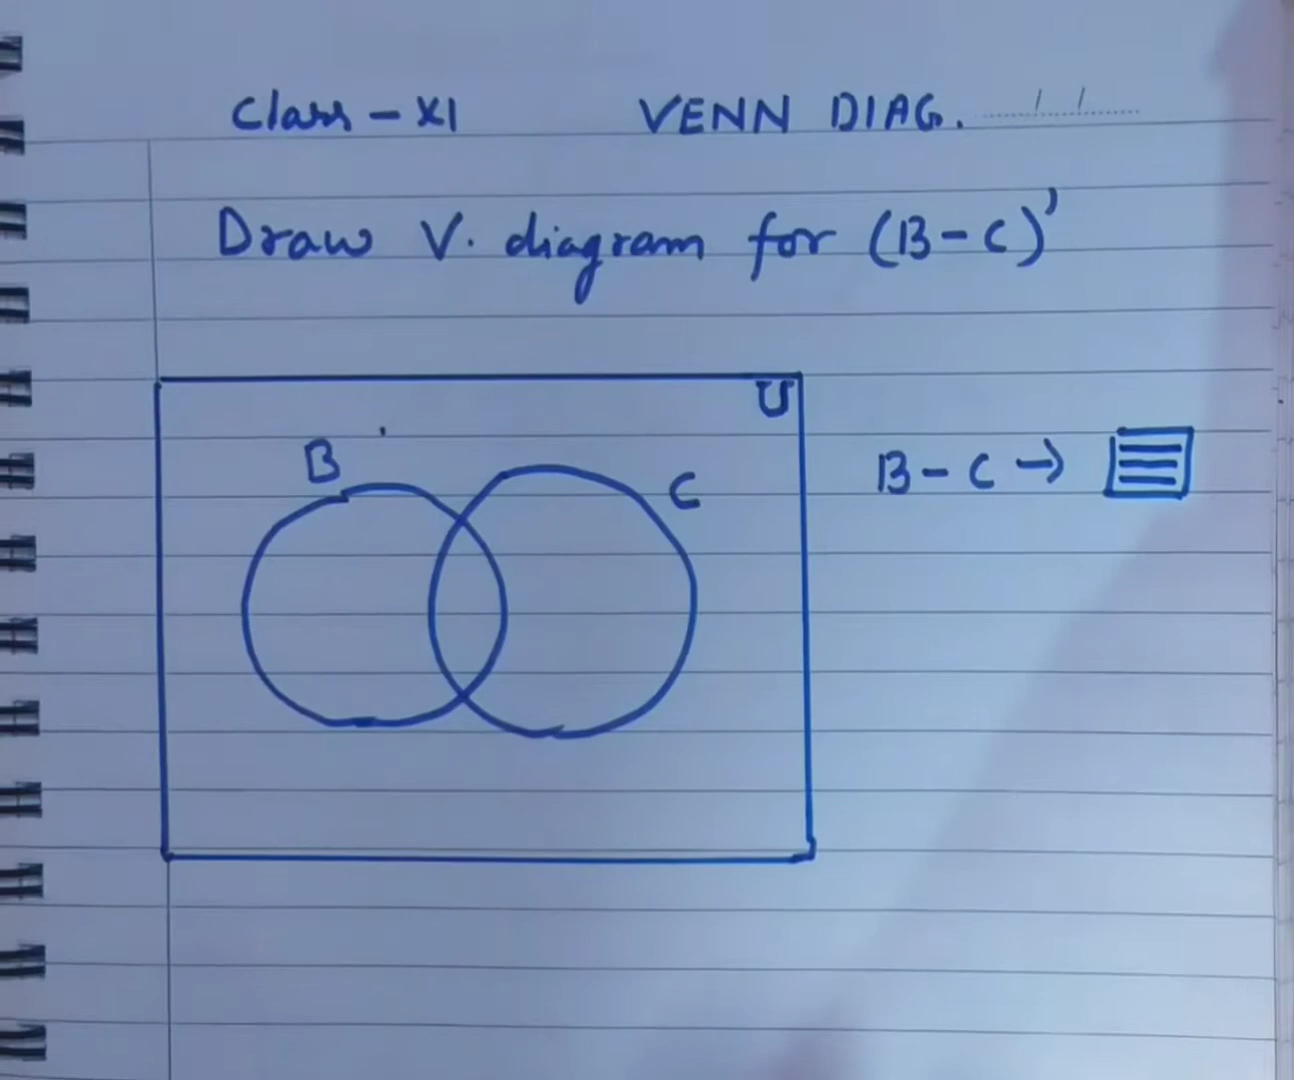 Class - XI VENN DIAG.
Draw V. diagram for (B-C)'
U
B
C
B - C →